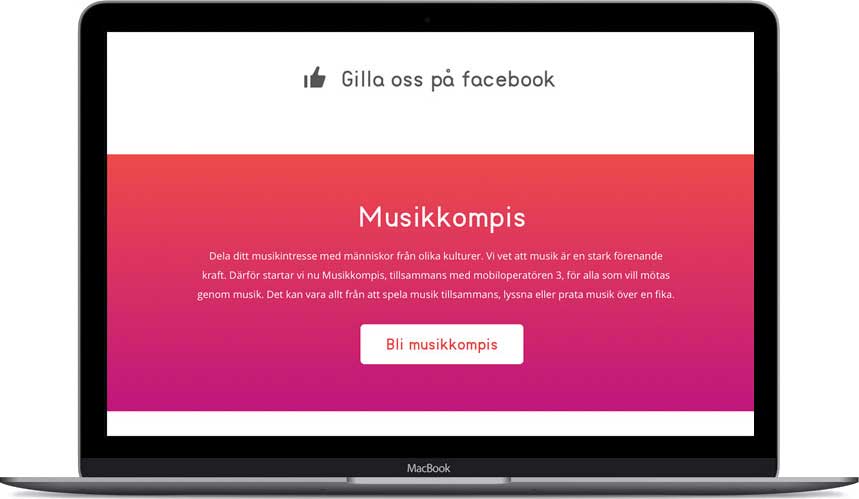 Gilla oss på facebook
Musikkompis
Dela ditt musikintresse med människor från olika kulturer. Vi vet att musik är en stark förenande
kraft. Därför startar vi nu Musikkompis, tillsammans med mobiloperatören 3, för alla som vill mötas
genom musik. Det kan vara allt från att spela musik tillsammans, lyssna eller prata musik över en fika.
Bli musikkompis
MacBook